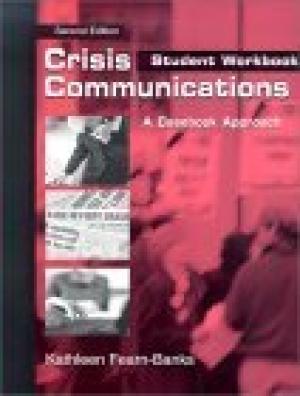 Second Edition
Crisis Student Workbook
Communications
A Casebook Approach
Kathleen Fearn-Banks